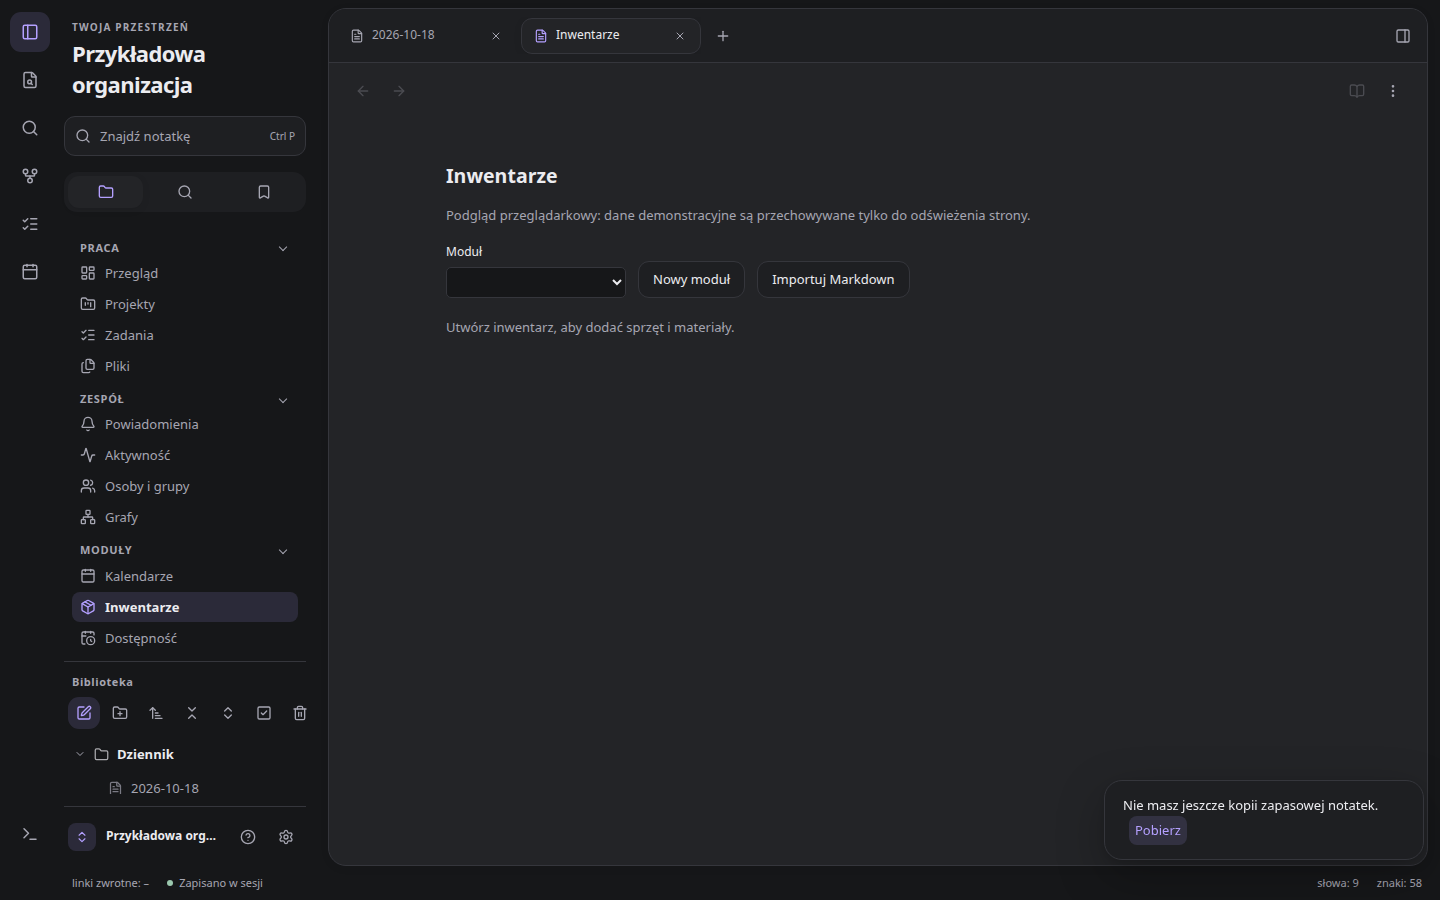 TWOJA PRZESTRZEŃ
Przykładowa
organizacja
Znajdź notatkę
Ctrl P
PRACA
Przegląd
Projekty
Zadania
Pliki
ZESPÓŁ
Powiadomienia
Aktywność
Osoby i grupy
Grafy
MODUŁY
Kalendarze
Inwentarze
Dostępność
Biblioteka
Dziennik
2026-10-18
Przykładowa org...
linki zwrotne: –
Zapisano w sesji
2026-10-18
Inwentarze
Inwentarze
Podgląd przeglądarkowy: dane demonstracyjne są przechowywane tylko do odświeżenia strony.
Moduł
Nowy moduł
Importuj Markdown
Utwórz inwentarz, aby dodać sprzęt i materiały.
Nie masz jeszcze kopii zapasowej notatek.
Pobierz
słowa: 9
znaki: 58